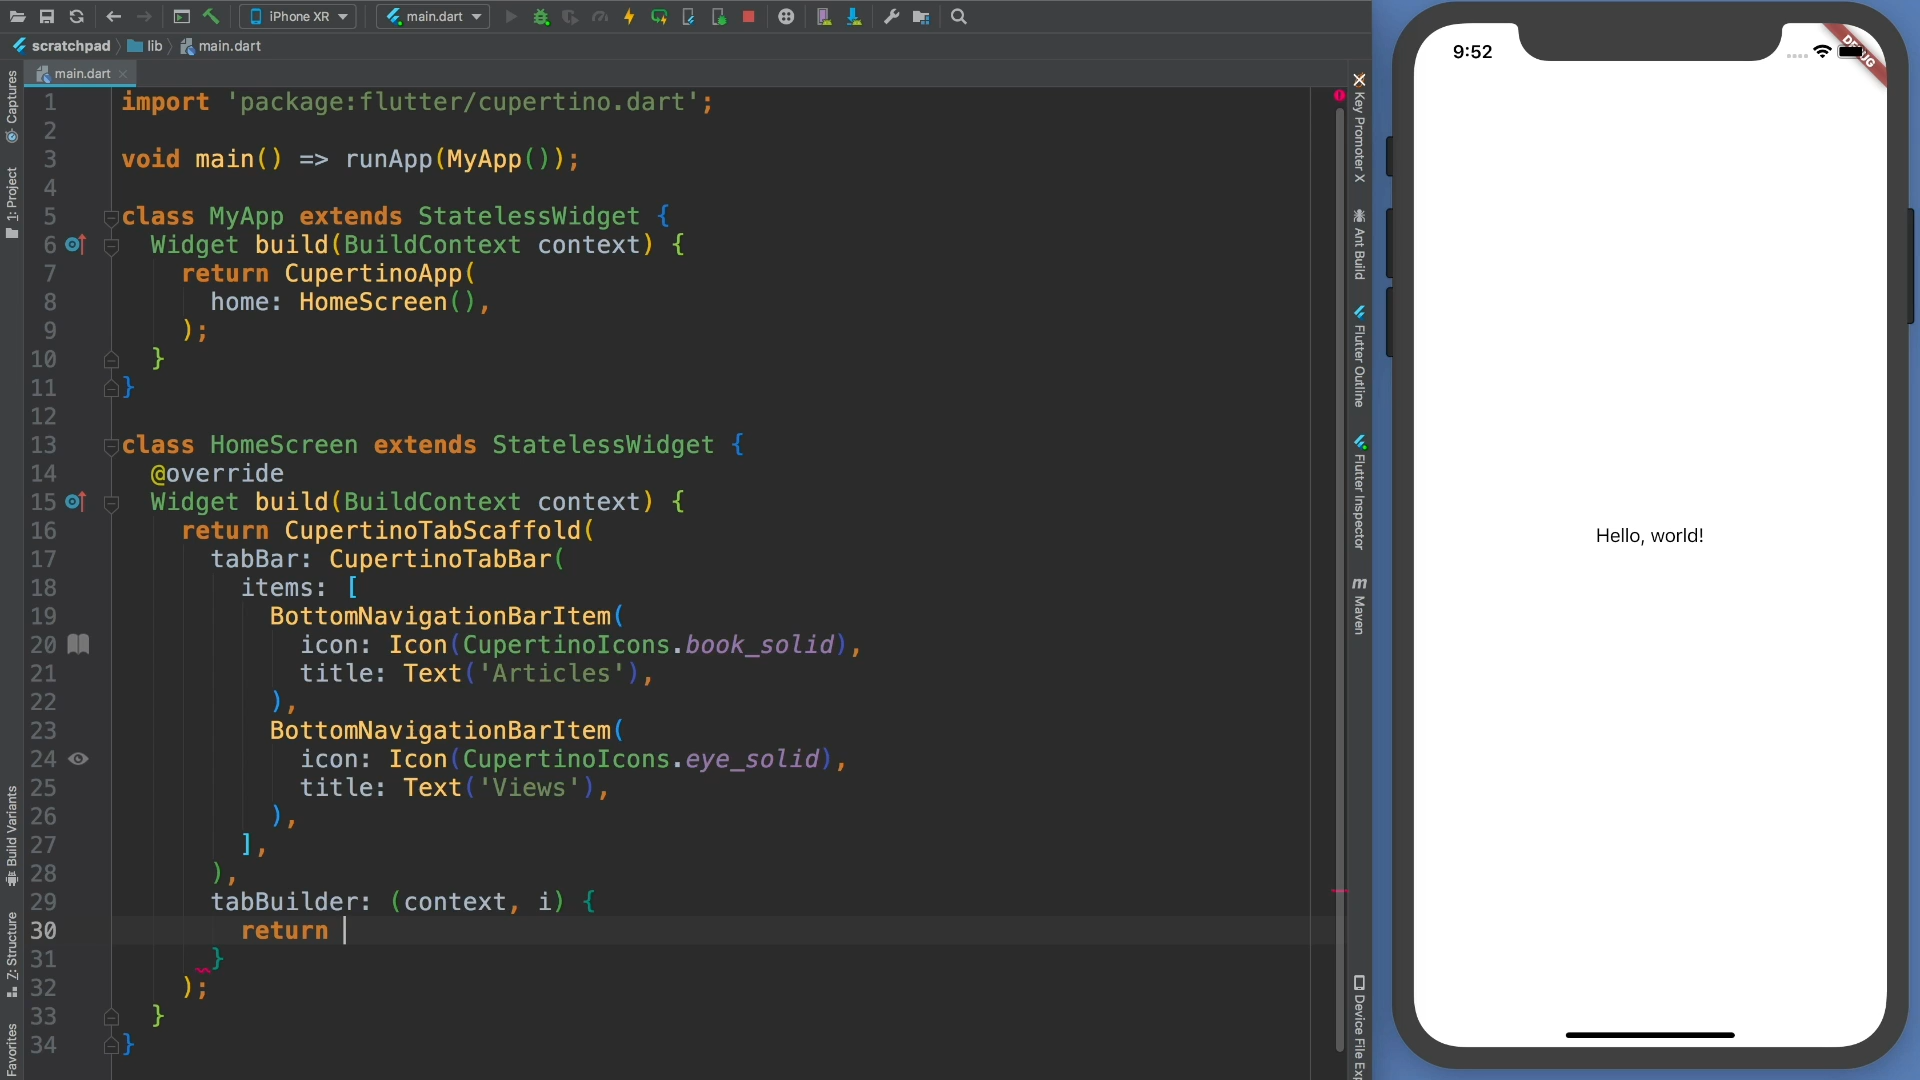 iPhone XR
main.dart
scratchpad
lib
main.dart
main.dart
1 import 'package:flutter/cupertino.dart';
2
3 void main() => runApp(MyApp());
4
5 class MyApp extends StatelessWidget {
6 Widget build(BuildContext context) {
7 return CupertinoApp(
8 home: HomeScreen(),
9 );
10 }
11 }
12
13 class HomeScreen extends StatelessWidget {
14 @override
15 Widget build(BuildContext context) {
16 return CupertinoTabScaffold(
17 tabBar: CupertinoTabBar(
18 items: [
19 BottomNavigationBarItem(
20 icon: Icon(CupertinoIcons.book_solid),
21 title: Text('Articles'),
22 ),
23 BottomNavigationBarItem(
24 icon: Icon(CupertinoIcons.eye_solid),
25 title: Text('Views'),
26 ),
27 ],
28 ),
29 tabBuilder: (context, i) {
30 return
31 }
32 );
33 }
34 }
Captures
1: Project
Build Variants
Z: Structure
Favorites
Key Promoter X
Ant Build
Flutter Outline
Flutter Inspector
m Maven
Device File Exp
9:52
DEBUG
Hello, world!